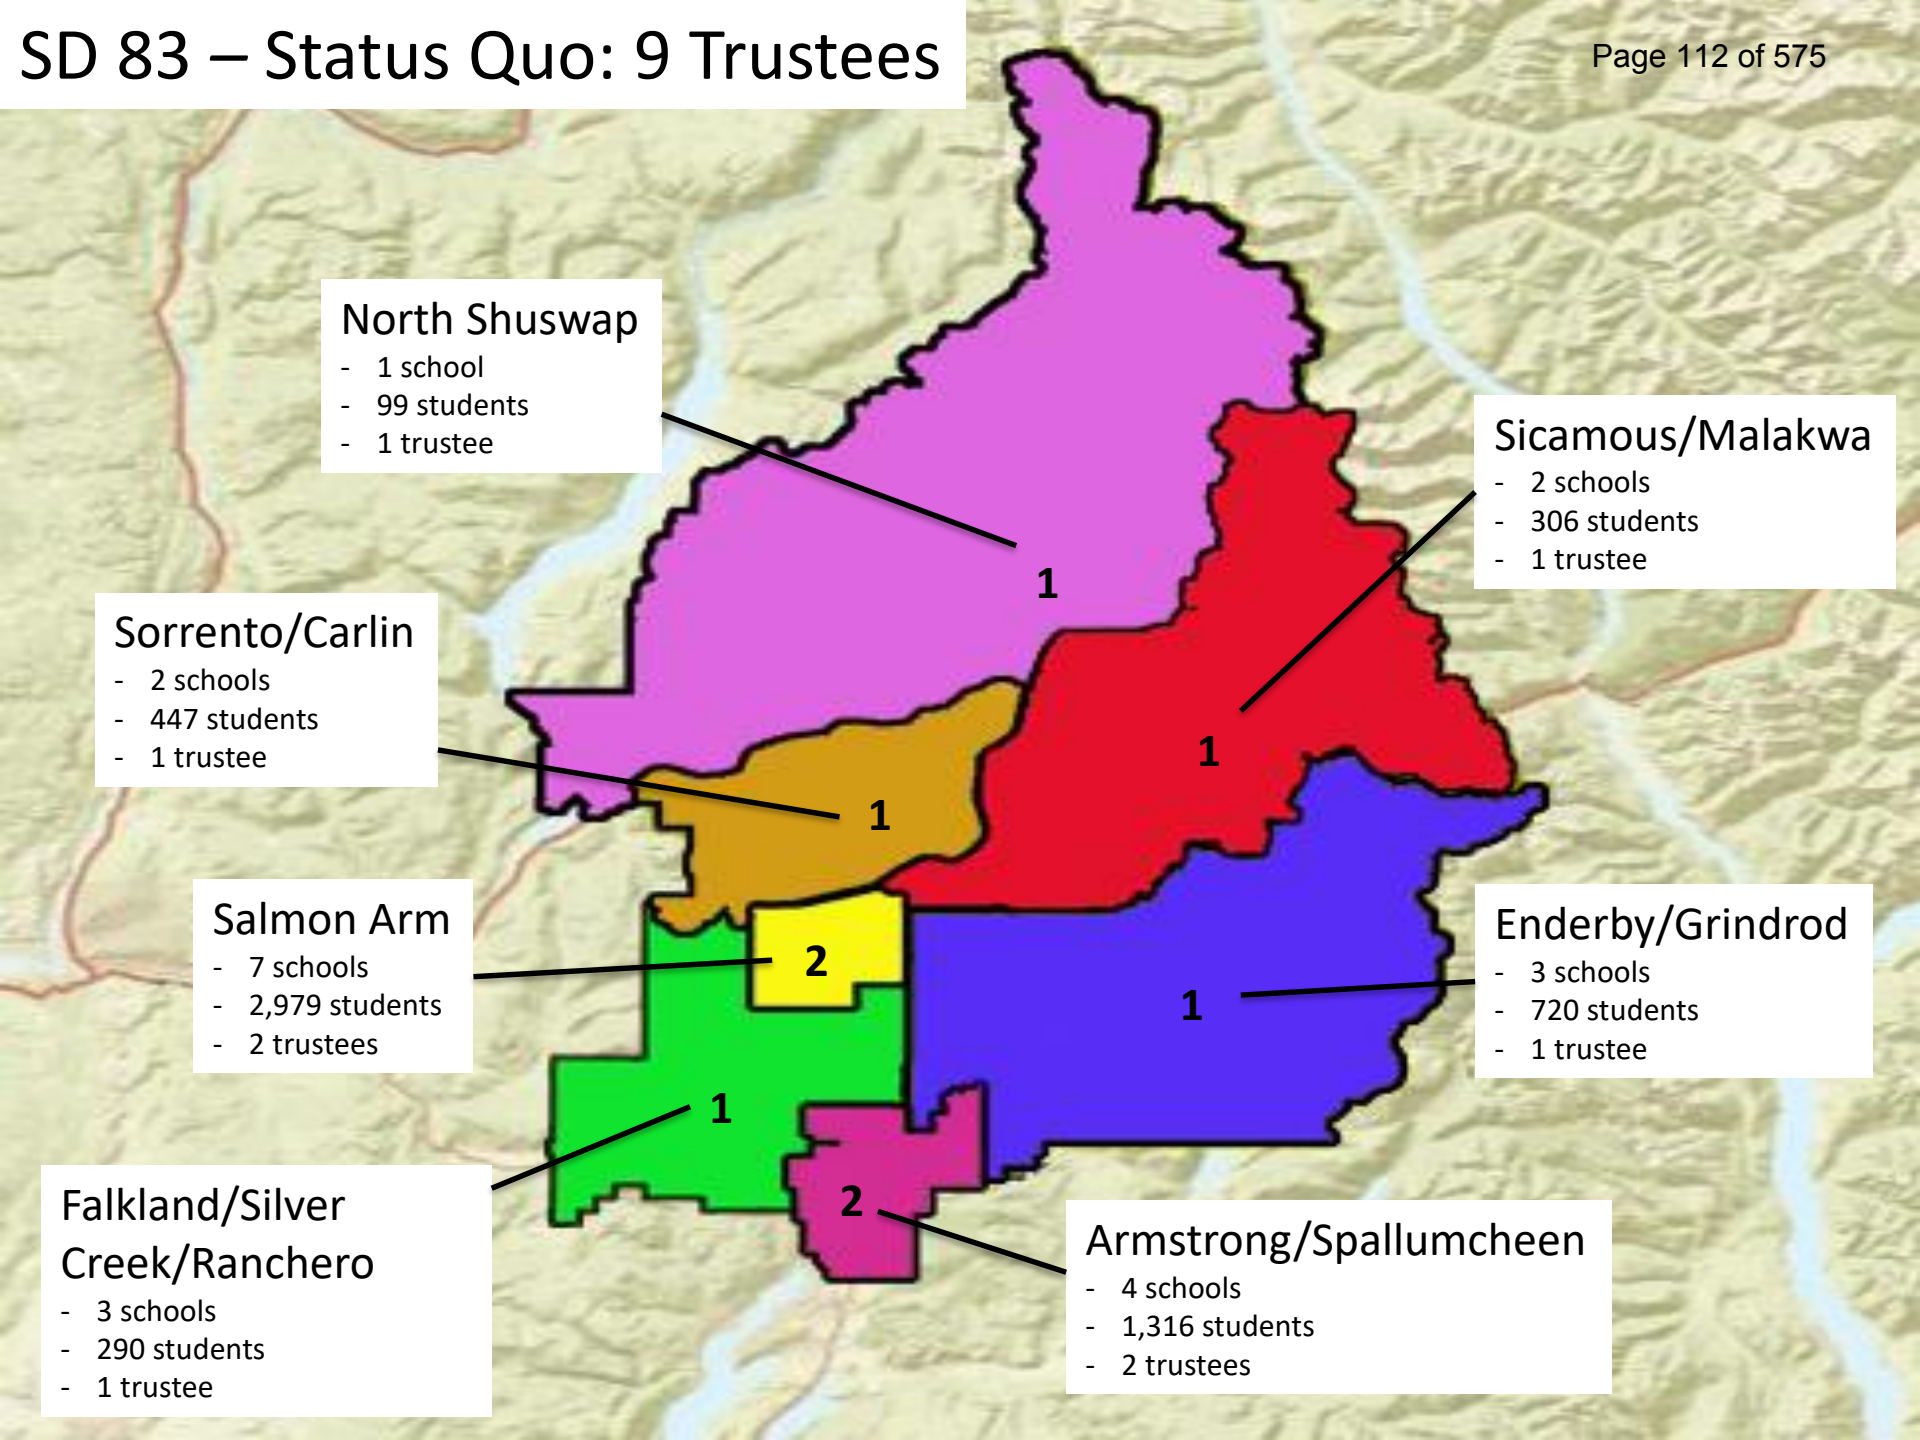 SD 83 – Status Quo: 9 Trustees
Page 112 of 575
North Shuswap
- 1 school
- 99 students
- 1 trustee
Sicamous/Malakwa
- 2 schools
- 306 students
- 1 trustee
1
Sorrento/Carlin
- 2 schools
- 447 students
- 1 trustee
1
1
Salmon Arm
- 7 schools
- 2,979 students
- 2 trustees
2
Enderby/Grindrod
- 3 schools
- 720 students
- 1 trustee
1
1
Falkland/Silver
Creek/Ranchero
- 3 schools
- 290 students
- 1 trustee
2
Armstrong/Spallumcheen
- 4 schools
- 1,316 students
- 2 trustees